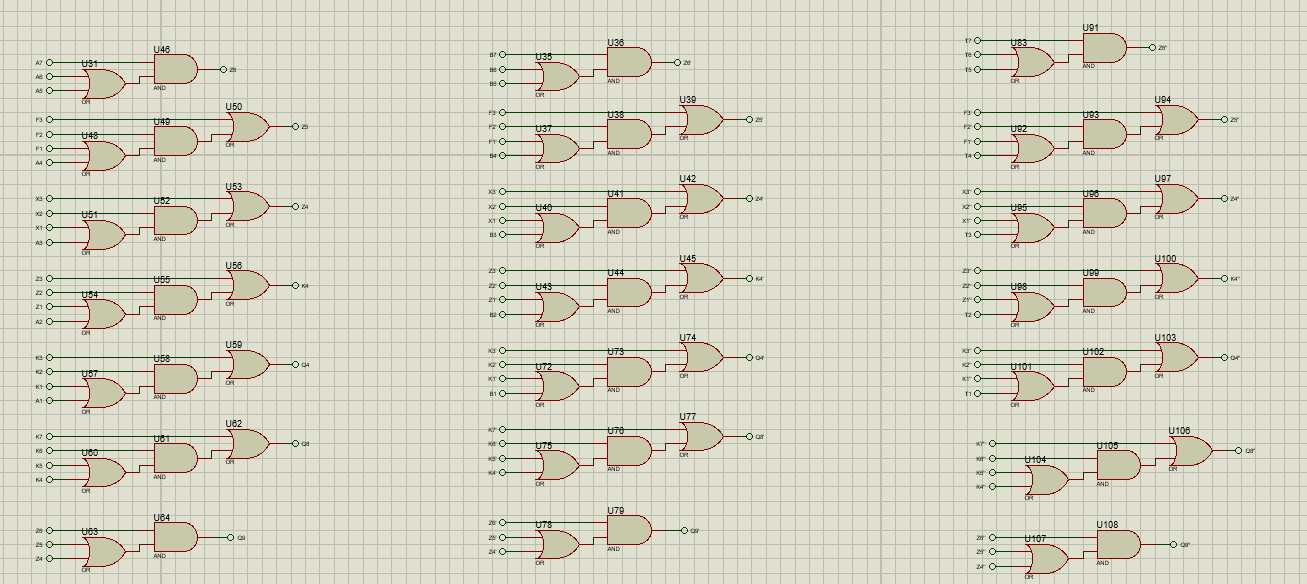 U46
A7 U31 Z6
A6
A5
OR AND
U50
F3 U49 Z5
F2 U48
F1
A4
OR AND OR
U53
X3 U52 Z4
X2 U51
X1
A3
OR AND OR
U56
Z3 U55 K4
Z2 U54
Z1
A2
OR AND OR
U59
K3 U58 Q4
K2 U57
K1
A1
OR AND OR
U62
K7 U61 Q8
K6 U60
K5
K4
OR AND OR
U64
Z6 U63 Q9
Z5
Z4
OR AND
U36
B7 U35 Z6'
B6
B5
OR AND
U39
F3' U38 Z5'
F2' U37
F1'
B4
OR AND OR
U42
X3' U41 Z4'
X2' U40
X1'
B3
OR AND OR
U45
Z3' U44 K4'
Z2' U43
Z1'
B2
OR AND OR
U74
K3' U73 Q4'
K2' U72
K1'
B1
OR AND OR
U77
K7' U76 Q8'
K6' U75
K5'
K4'
OR AND OR
U79
Z6' U78 Q9'
Z5'
Z4'
OR AND
U91
T7 U83 Z6"
T6
T5
OR AND
U94
F3" U93 Z5"
F2" U92
F1"
T4
OR AND OR
U97
X3" U96 Z4"
X2" U95
X1"
T3
OR AND OR
U100
Z3" U99 K4"
Z2" U98
Z1"
T2
OR AND OR
U103
K3" U102 Q4"
K2" U101
K1"
T1
OR AND OR
U106
K7" U105 Q8"
K6" U104
K5"
K4"
OR AND OR
U108
Z6" U107 Q9"
Z5"
Z4"
OR AND